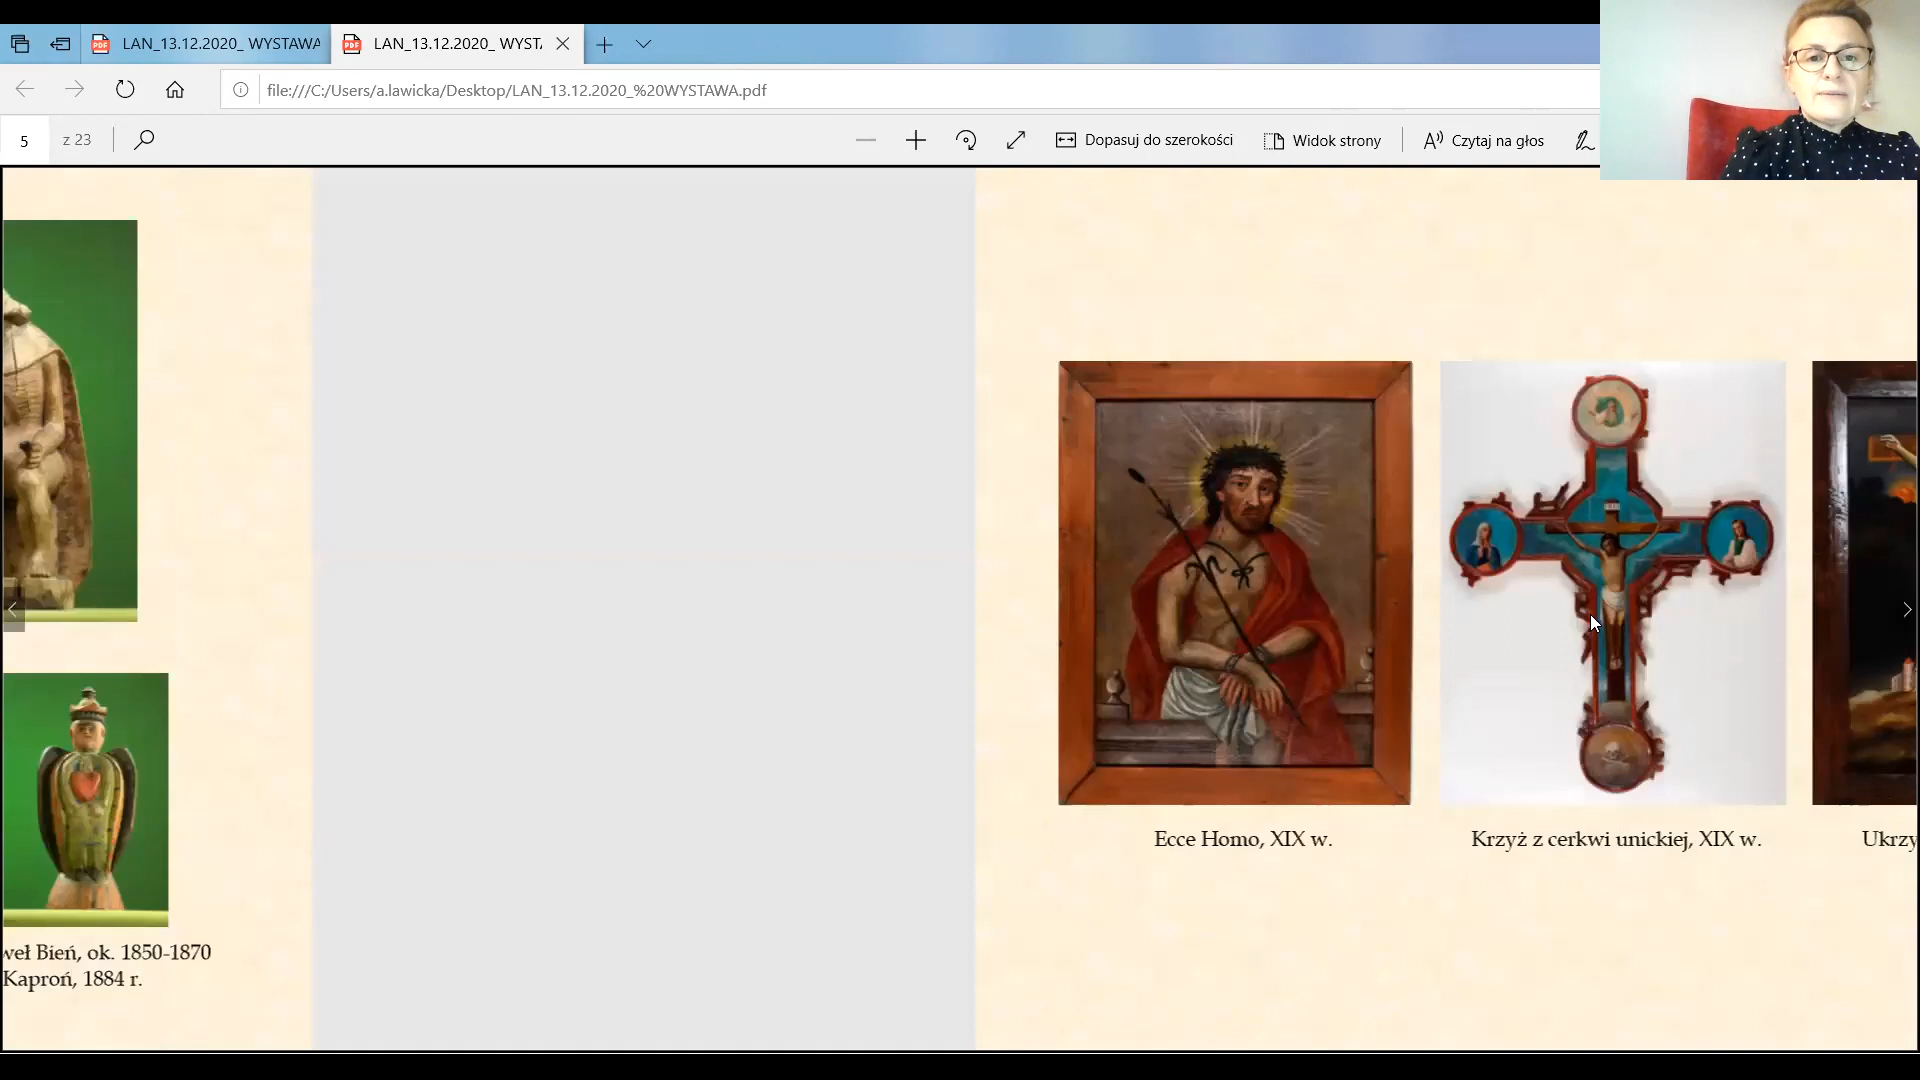 LAN_13.12.2020_ WYSTAWA
LAN_13.12.2020_ WYST
file:///C:/Users/a.lawicka/Desktop/LAN_13.12.2020_%20WYSTAWA.pdf
5 z 23
Dopasuj do szerokości
Widok strony
Czytaj na głos
weł Bień, ok. 1850-1870
Kaproń, 1884 r.
Ecce Homo, XIX w.
Krzyż z cerkwi unickiej, XIX w.
Ukrzy